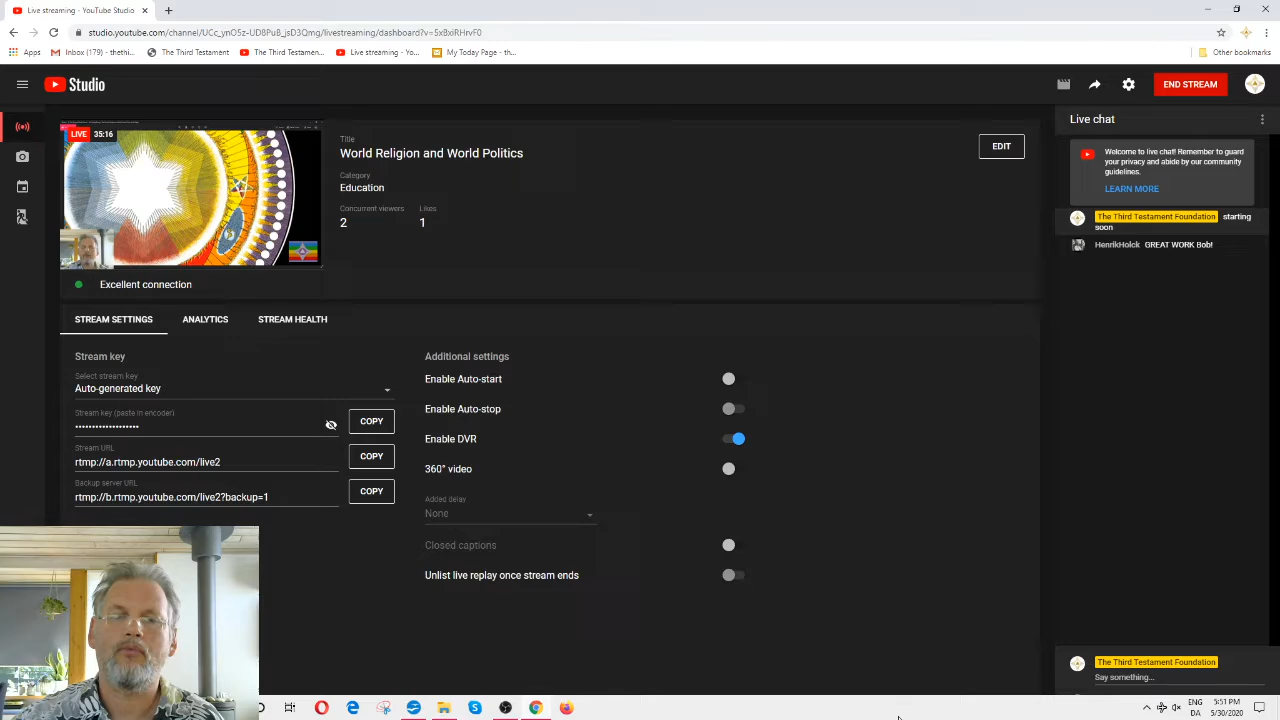 Live streaming - YouTube Studio
studio.youtube.com/channel/UCc_ynO5z-UD8Pu8_jsD3Qmg/livestreaming/dashboard?v=5xBxiRHrvF0
Apps
Inbox (179) - thethi...
The Third Testament
The Third Testamen...
Live streaming - Yo...
My Today Page - th...
Other bookmarks
Studio
END STREAM
LIVE 35:16
Title
World Religion and World Politics
EDIT
Category
Education
Concurrent viewers
Likes
2
1
Excellent connection
STREAM SETTINGS
ANALYTICS
STREAM HEALTH
Stream key
Select stream key
Auto-generated key
Stream key (paste in encoder)
••••••••••••••••••
COPY
Stream URL
rtmp://a.rtmp.youtube.com/live2
COPY
Backup server URL
rtmp://b.rtmp.youtube.com/live2?backup=1
COPY
Additional settings
Enable Auto-start
Enable Auto-stop
Enable DVR
360° video
Added delay
None
Closed captions
Unlist live replay once stream ends
Live chat
Welcome to live chat! Remember to guard
your privacy and abide by our community
guidelines.
LEARN MORE
The Third Testament Foundation starting
soon
HenrikHolck GREAT WORK Bob!
The Third Testament Foundation
Say something...
ENG
DA
5:51 PM
5/30/2020